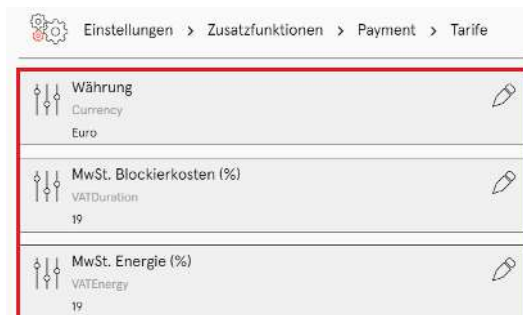 Einstellungen > Zusatzfunktionen > Payment > Tarife
Währung
Currency
Euro
MwSt. Blockierkosten (%)
VATDuration
19
MwSt. Energie (%)
VATEnergy
19